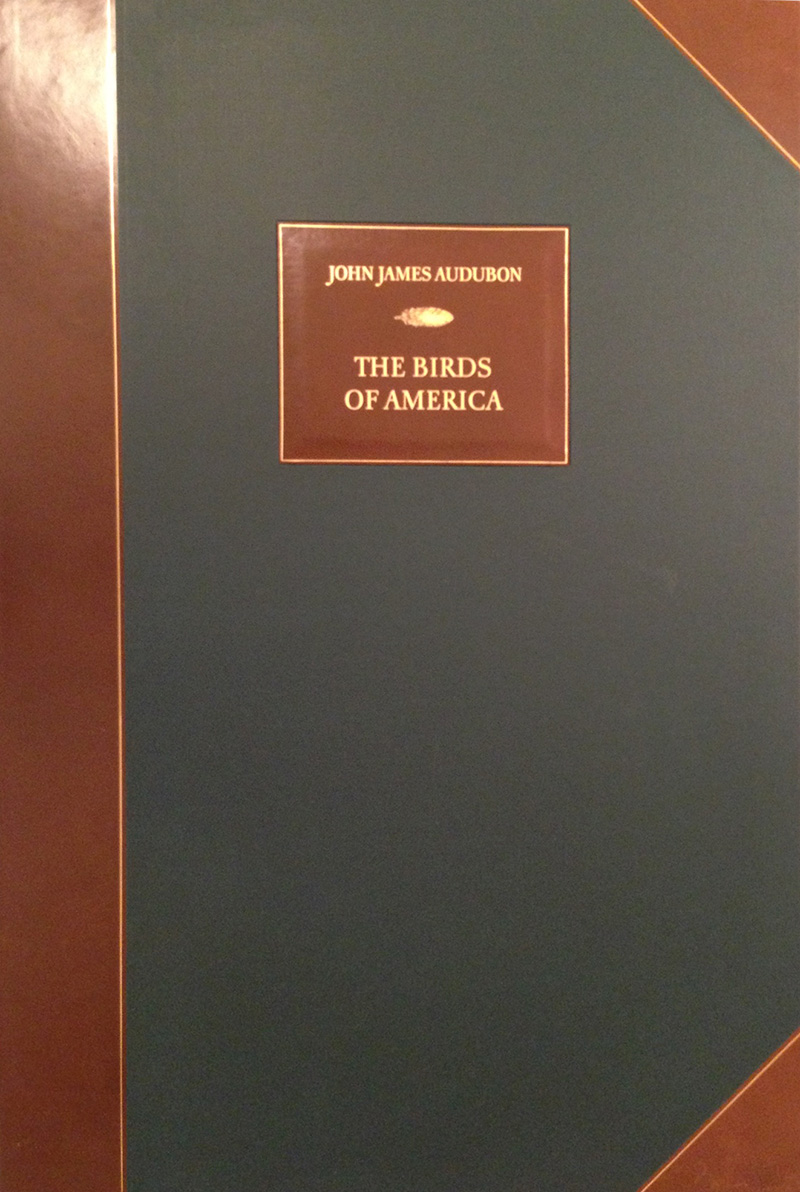 JOHN JAMES AUDUBON
THE BIRDS
OF AMERICA